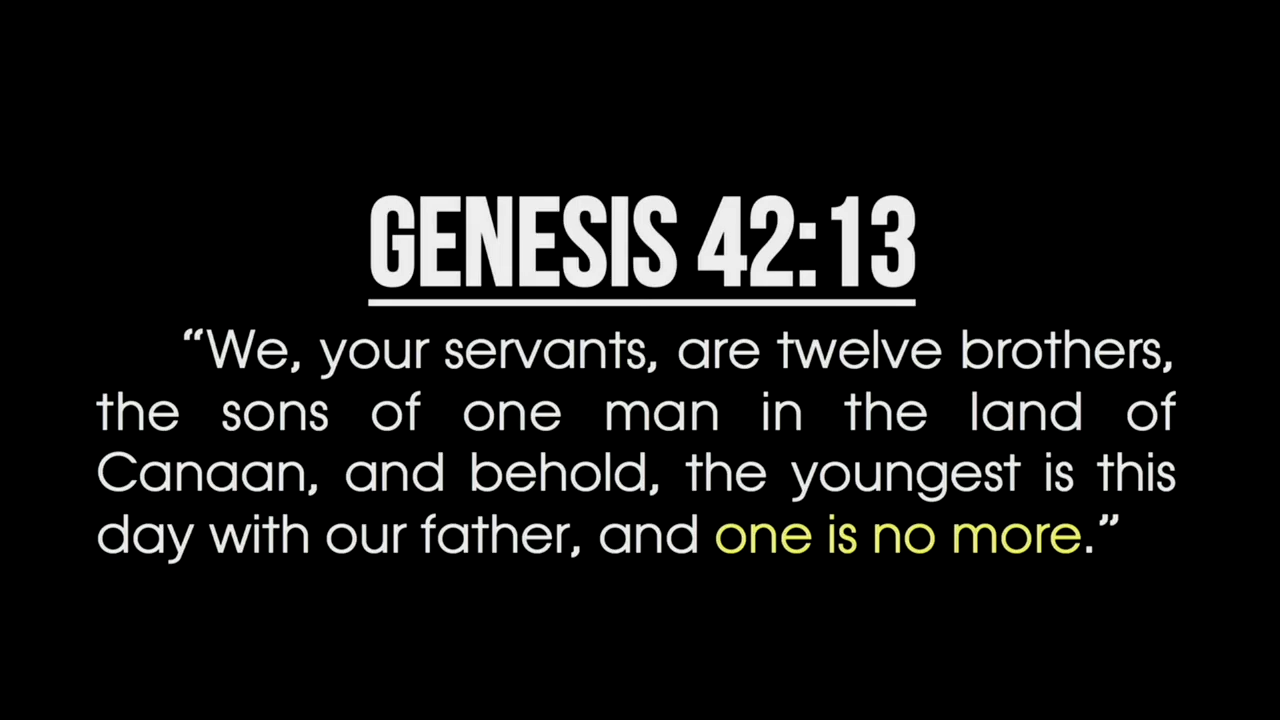 GENESIS 42:13
“We, your servants, are twelve brothers,
the sons of one man in the land of
Canaan, and behold, the youngest is this
day with our father, and one is no more.”